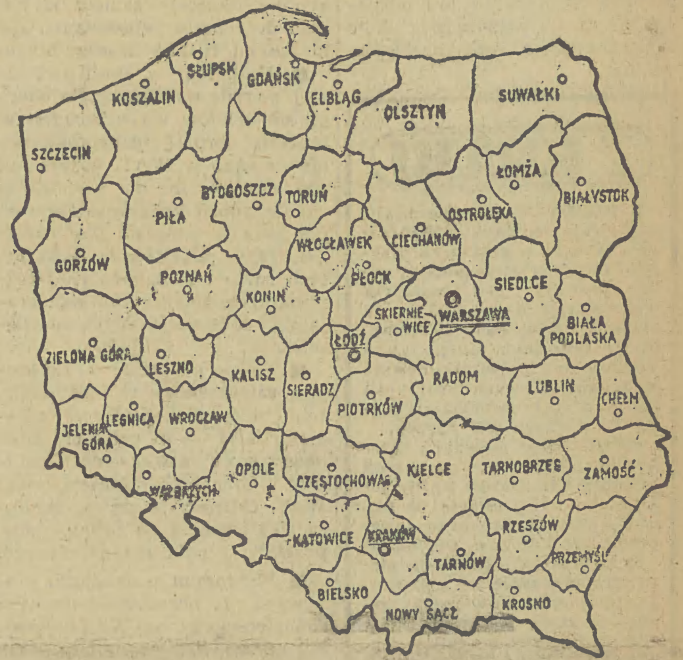 SŁUPSK
GDAŃSK
KOSZALIN
ELBLĄG
SUWAŁKI
OLSZTYN
SZCZECIN
ŁOMŻA
BYDGOSZCZ
TORUŃ
BIAŁYSTOK
PIŁA
OSTROŁĘKA
CIECHANÓW
WŁOCŁAWEK
GORZÓW
POZNAŃ
PŁOCK
SIEDLCE
KONIN
SKIERNIE-
WICE
WARSZAWA
BIAŁA
PODLASKA
ŁÓDŹ
ZIELONA GÓRA
LESZNO
KALISZ
SIERADZ
RADOM
LUBLIN
PIOTRKÓW
CHEŁM
LEGNICA
WROCŁAW
JELENIA
GÓRA
OPOLE
CZĘSTOCHOWA
KIELCE
TARNOBRZEG
ZAMOŚĆ
WAŁBRZYCH
KATOWICE
KRAKÓW
RZESZÓW
TARNÓW
PRZEMYŚL
BIELSKO
NOWY SĄCZ
KROSNO